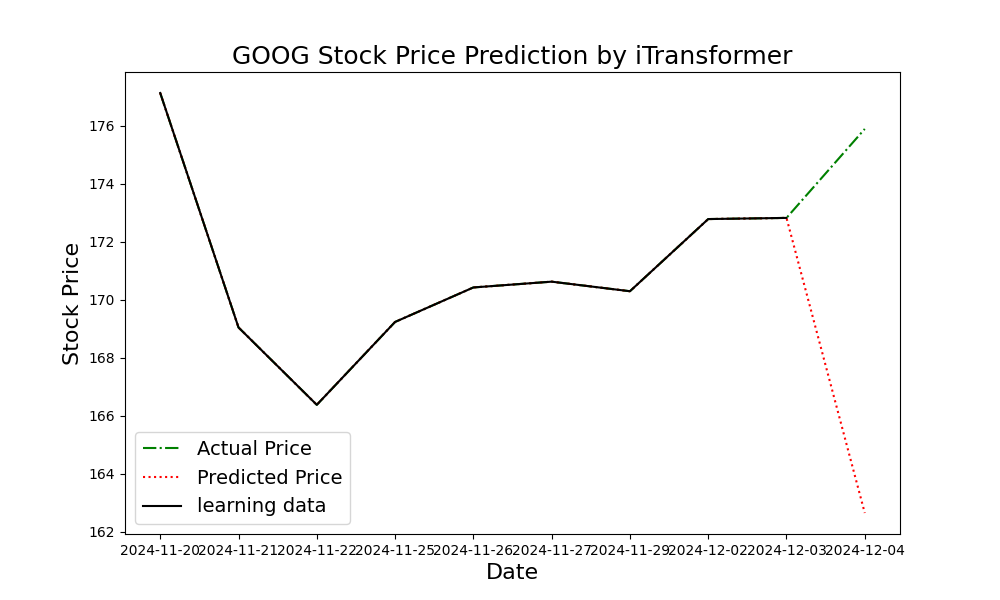 GOOG Stock Price Prediction by iTransformer
Stock Price
176
174
172
170
168
166
164
162
Actual Price
Predicted Price
learning data
2024-11-20 2024-11-21 2024-11-22 2024-11-25 2024-11-26 2024-11-27 2024-11-29 2024-12-02 2024-12-03 2024-12-04
Date